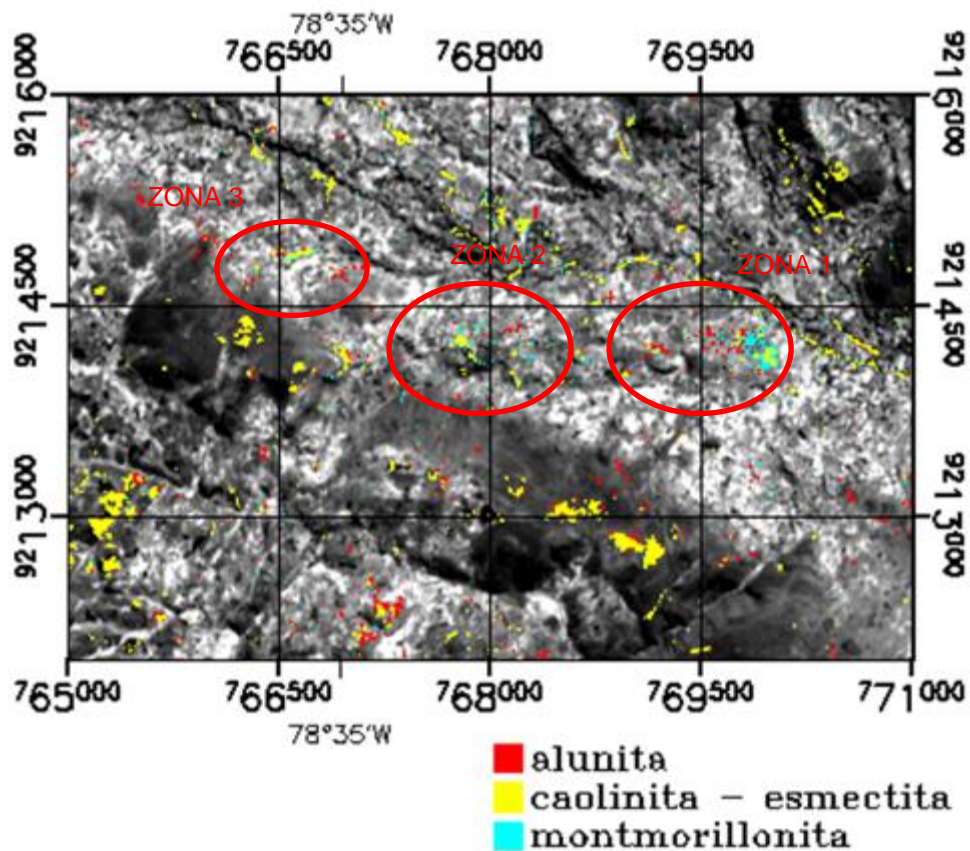 78°35'W
766500 768000 769500
9216000 9216000
ZONA 3
ZONA 2
ZONA 1
9214500 9214500
9213000 9213000
765000 766500 768000 769500 771000
78°35'W
alunita
caolinita – esmectita
montmorillonita